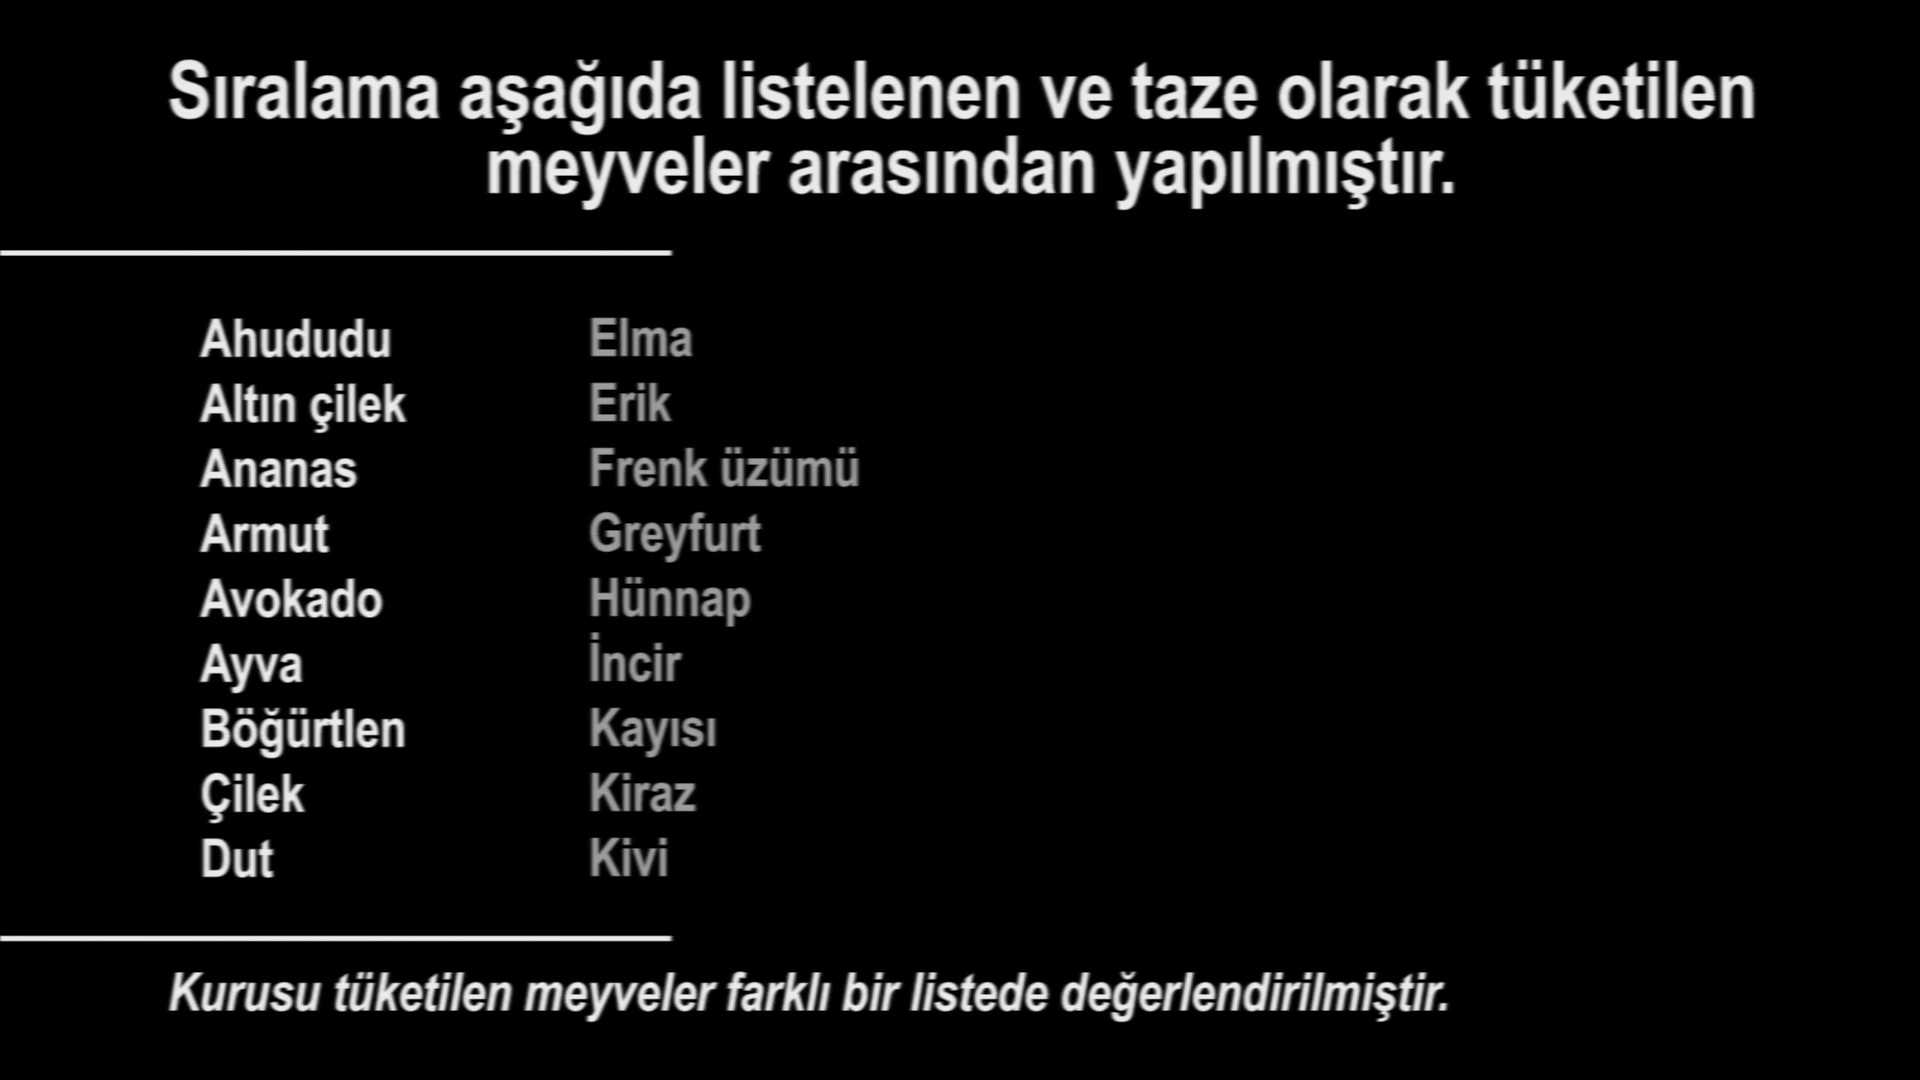 Sıralama aşağıda listelenen ve taze olarak tüketilen
meyveler arasından yapılmıştır.
Ahududu
Altın çilek
Ananas
Armut
Avokado
Ayva
Böğürtlen
Çilek
Dut
Elma
Erik
Frenk üzümü
Greyfurt
Hünnap
İncir
Kayısı
Kiraz
Kivi
Kurusu tüketilen meyveler farklı bir listede değerlendirilmiştir.